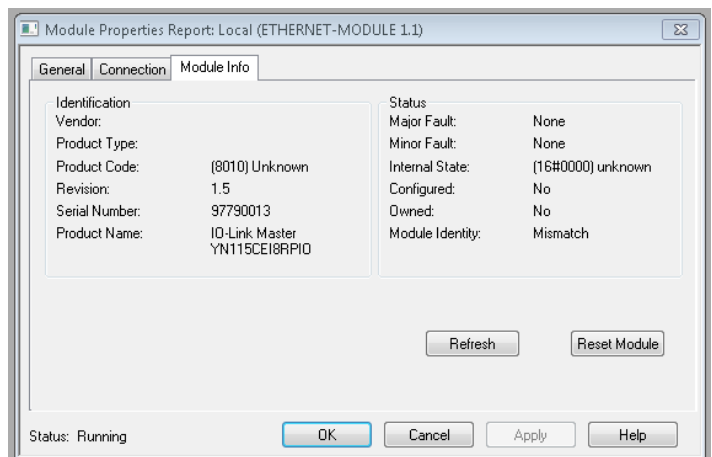 Module Properties Report: Local (ETHERNET-MODULE 1.1)
General Connection Module Info
Identification
Vendor:
Product Type:
Product Code: (8010) Unknown
Revision: 1.5
Serial Number: 97790013
Product Name: IO-Link Master
YN115CEI8RPIO
Status
Major Fault: None
Minor Fault: None
Internal State: (16#0000) unknown
Configured: No
Owned: No
Module Identity: Mismatch
Refresh Reset Module
Status: Running OK Cancel Apply Help